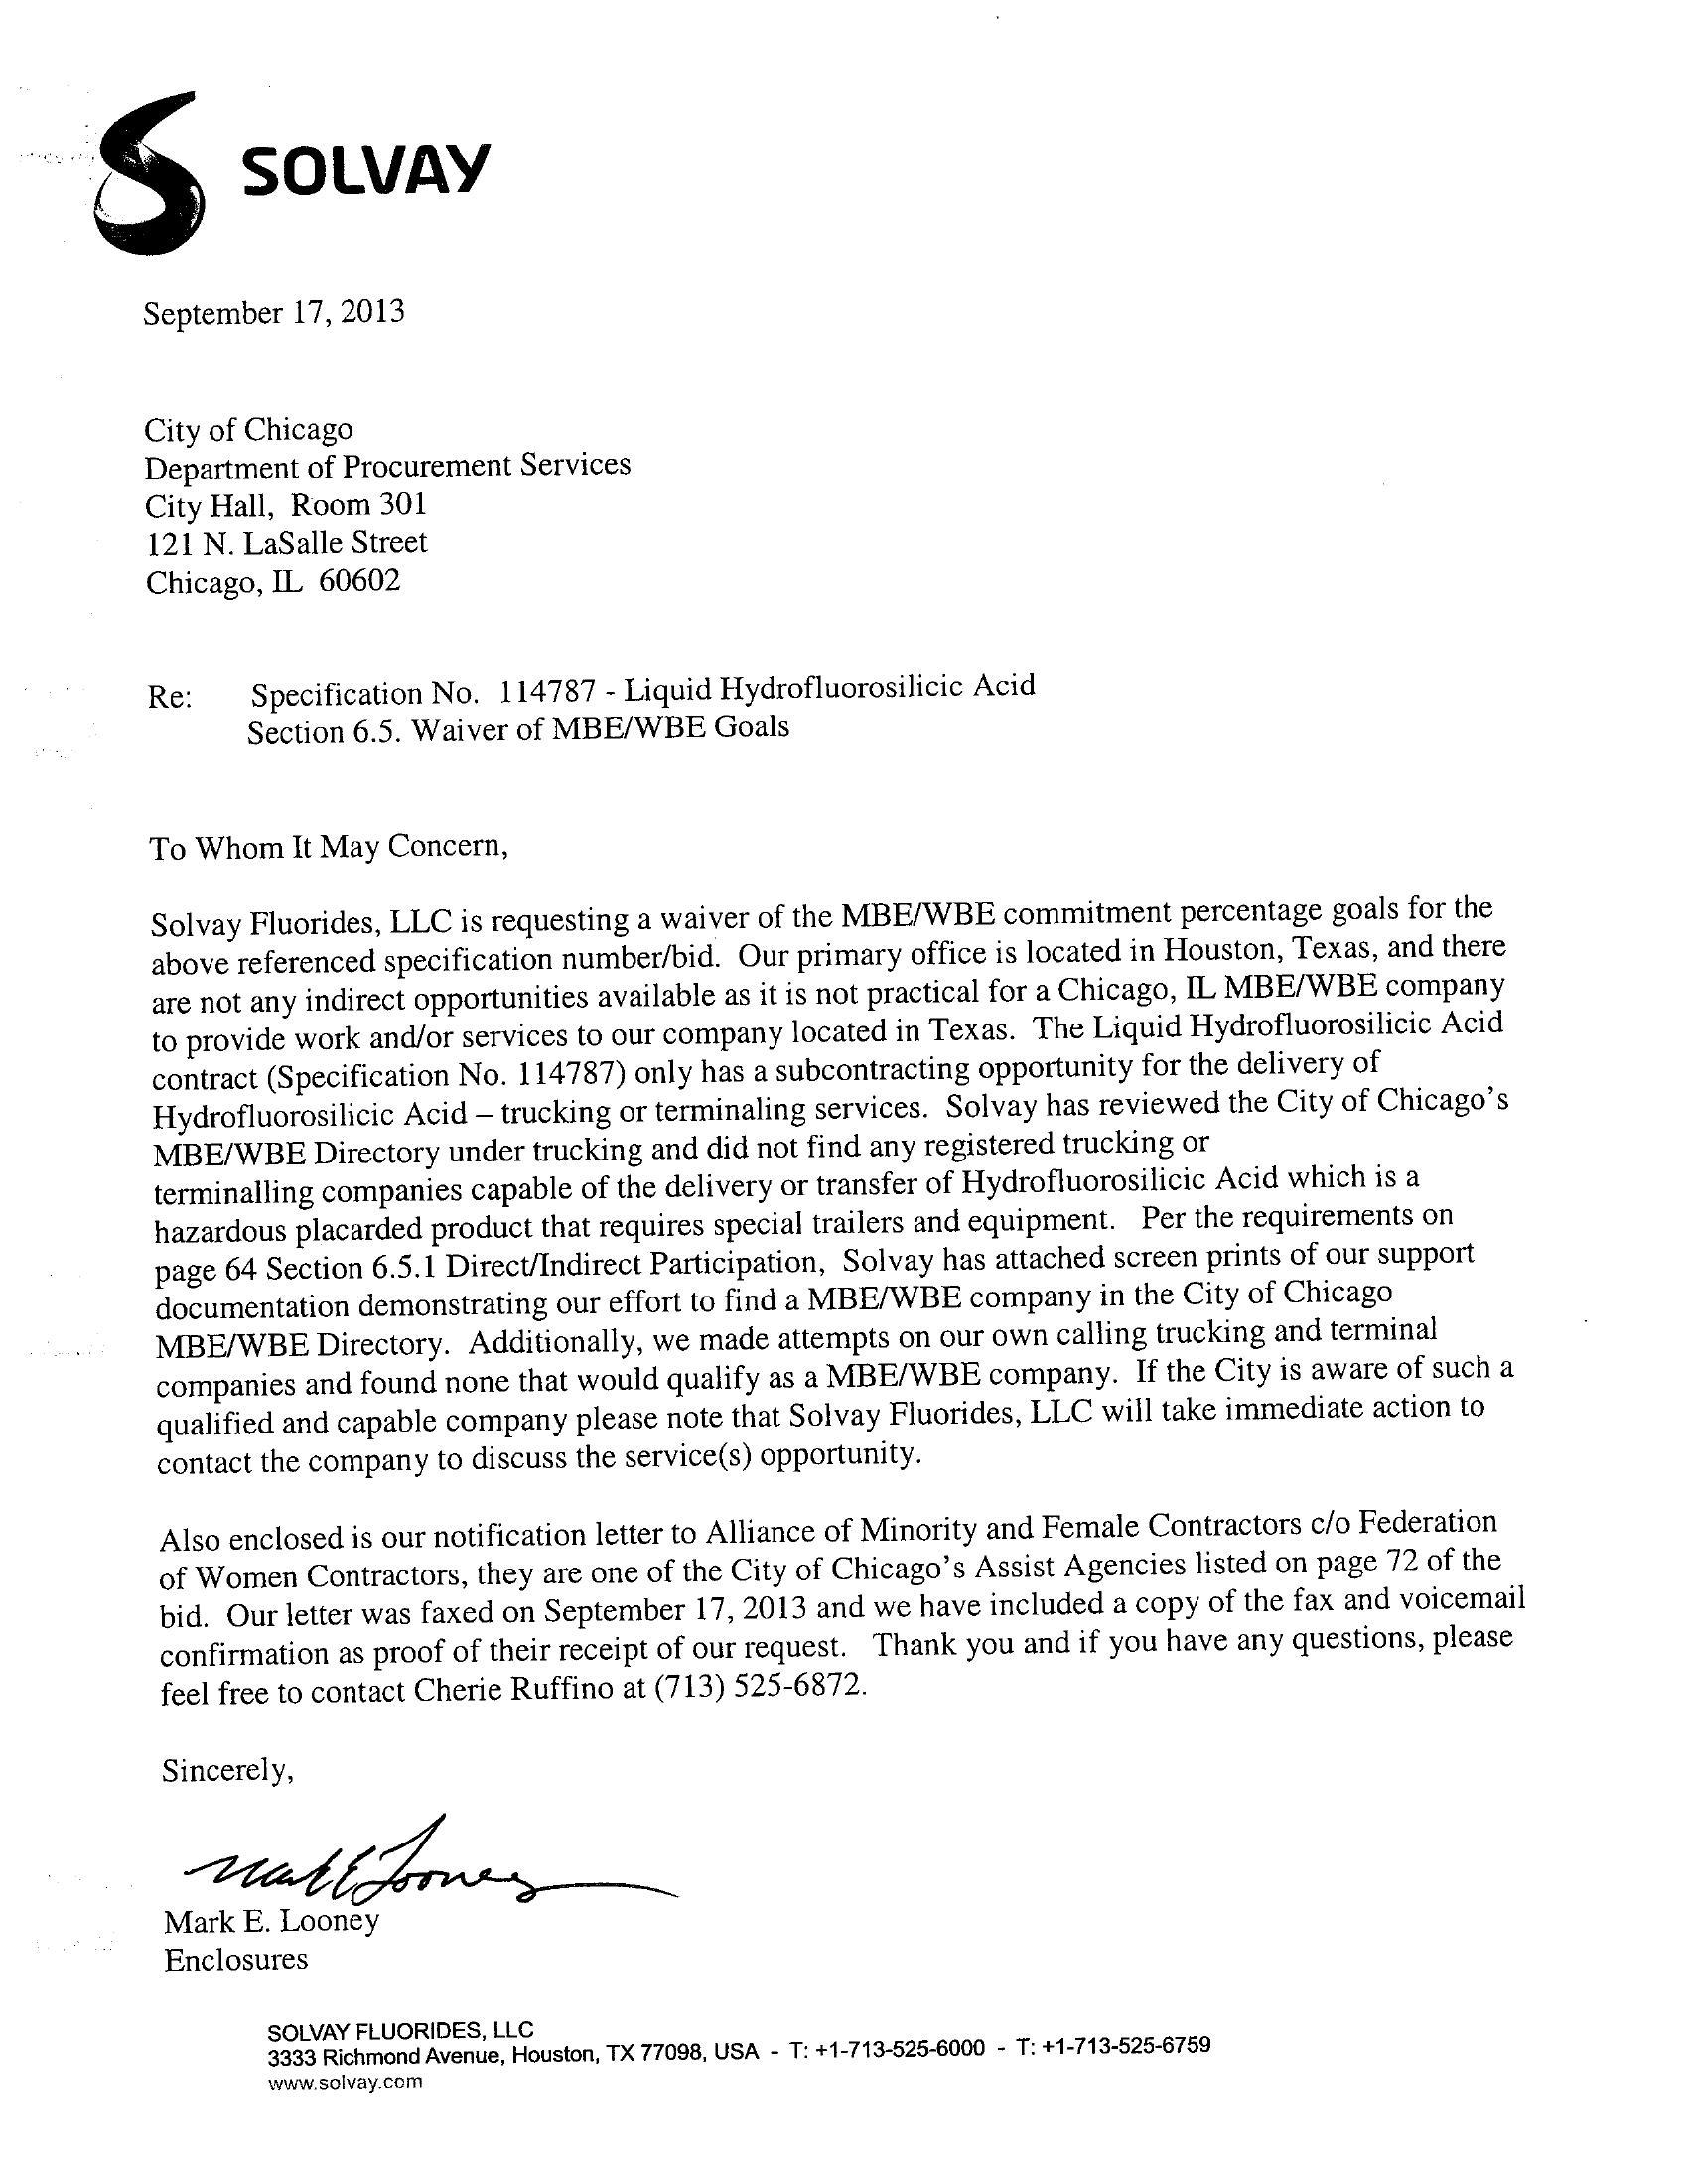 SOLVAY
September 17, 2013
City of Chicago
Department of Procurement Services
City Hall, Room 301
121 N. LaSalle Street
Chicago, IL 60602
Re: Specification No. 114787 - Liquid Hydrofluorosilicic Acid
Section 6.5. Waiver of MBE/WBE Goals
To Whom It May Concern,
Solvay Fluorides, LLC is requesting a waiver of the MBE/WBE commitment percentage goals for the
above referenced specification number/bid. Our primary office is located in Houston, Texas, and there
are not any indirect opportunities available as it is not practical for a Chicago, IL MBE/WBE company
to provide work and/or services to our company located in Texas. The Liquid Hydrofluorosilicic Acid
contract (Specification No. 114787) only has a subcontracting opportunity for the delivery of
Hydrofluorosilicic Acid – trucking or terminaling services. Solvay has reviewed the City of Chicago's
MBE/WBE Directory under trucking and did not find any registered trucking or
terminalling companies capable of the delivery or transfer of Hydrofluorosilicic Acid which is a
hazardous placarded product that requires special trailers and equipment. Per the requirements on
page 64 Section 6.5.1 Direct/Indirect Participation, Solvay has attached screen prints of our support
documentation demonstrating our effort to find a MBE/WBE company in the City of Chicago
MBE/WBE Directory. Additionally, we made attempts on our own calling trucking and terminal
companies and found none that would qualify as a MBE/WBE company. If the City is aware of such a
qualified and capable company please note that Solvay Fluorides, LLC will take immediate action to
contact the company to discuss the service(s) opportunity.
Also enclosed is our notification letter to Alliance of Minority and Female Contractors c/o Federation
of Women Contractors, they are one of the City of Chicago's Assist Agencies listed on page 72 of the
bid. Our letter was faxed on September 17, 2013 and we have included a copy of the fax and voicemail
confirmation as proof of their receipt of our request. Thank you and if you have any questions, please
feel free to contact Cherie Ruffino at (713) 525-6872.
Sincerely,
Mark E Looney
Mark E. Looney
Enclosures
SOLVAY FLUORIDES, LLC
3333 Richmond Avenue, Houston, TX 77098, USA - T: +1-713-525-6000 - T: +1-713-525-6759
www.solvay.com